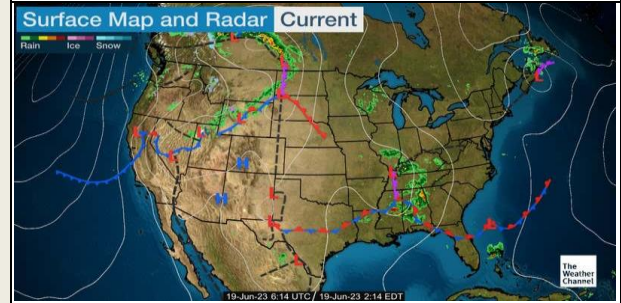 Surface Map and Radar Current
Rain Ice Snow
L
L
L
L
L
L
L
H
H
L
L
L
L
L
L
L
The
Weather
Channel
19-Jun-23 6:14 UTC / 19-Jun-23 2:14 EDT